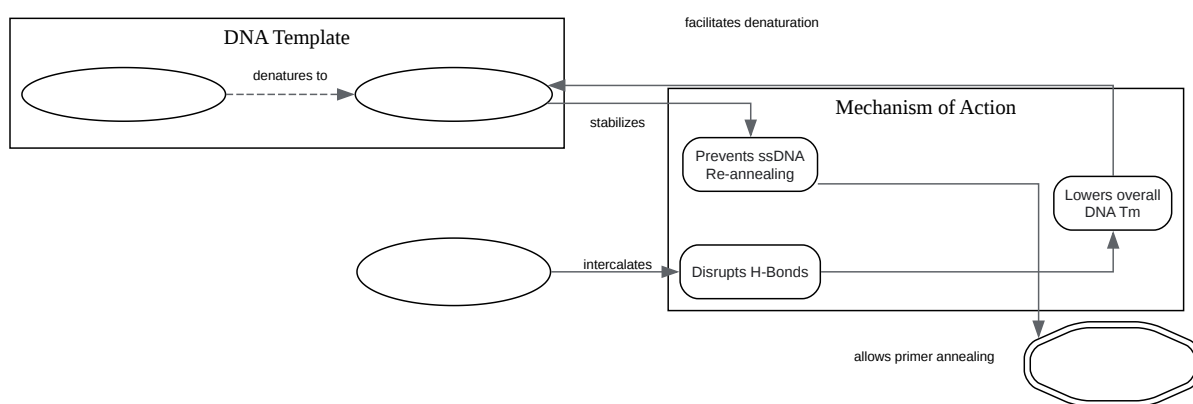 facilitates denaturation
DNA Template
denatures to
Mechanism of Action
stabilizes
Prevents ssDNA
Re-annealing
Lowers overall
DNA Tm
intercalates
Disrupts H-Bonds
allows primer annealing